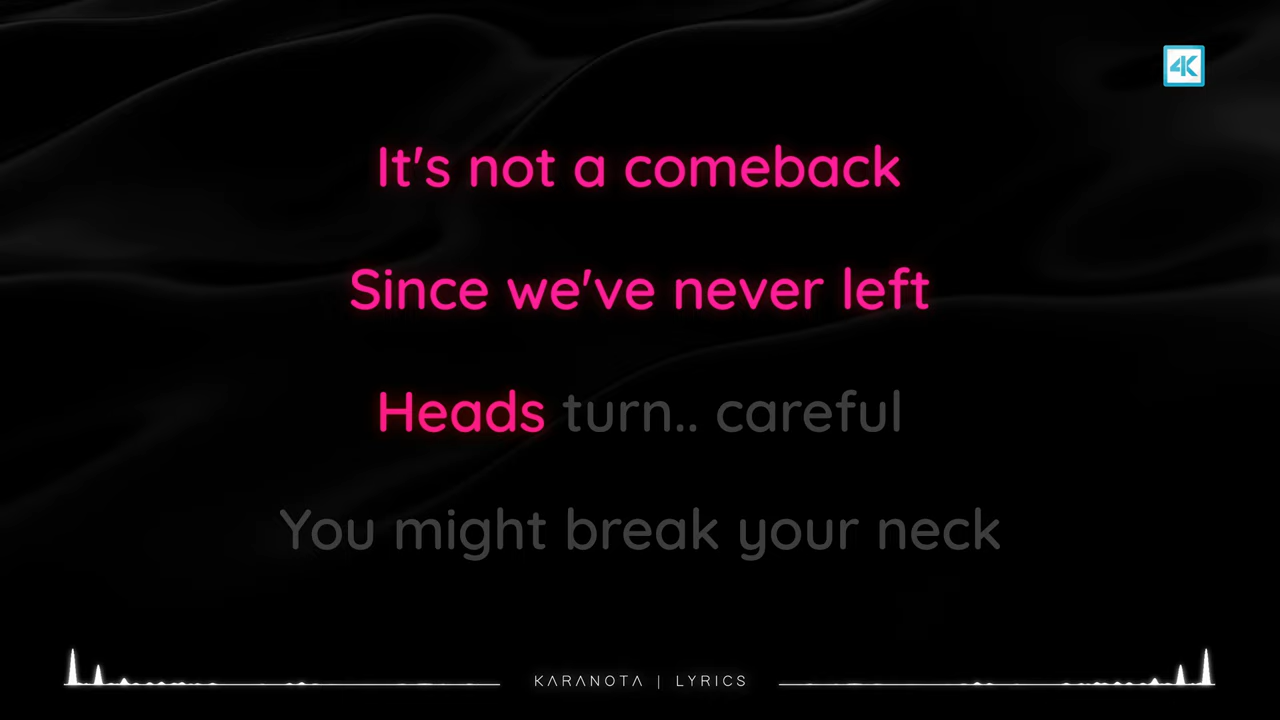 4K
It's not a comeback
Since we've never left
Heads turn.. careful
You might break your neck
KARANOTA | LYRICS